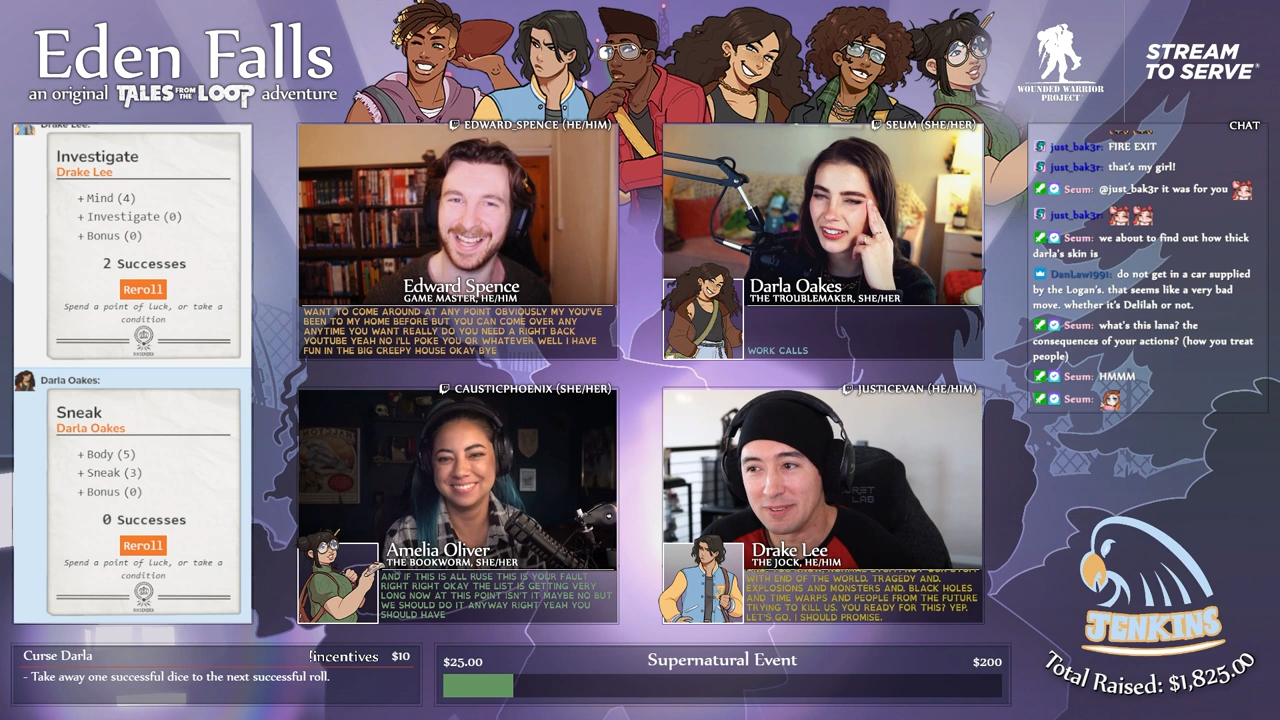 Eden Falls
an original TALES FROM THE LOOP adventure
WOUNDED WARRIOR
PROJECT
STREAM
TO SERVE
Drake Lee:
Investigate
Drake Lee
+ Mind (4)
+ Investigate (0)
+ Bonus (0)
2 Successes
Reroll
Spend a point of luck, or take a
condition
Darla Oakes:
Sneak
Darla Oakes
+ Body (5)
+ Sneak (3)
+ Bonus (0)
0 Successes
Reroll
Spend a point of luck, or take a
condition
EDWARD_SPENCE (HE/HIM)
Edward Spence
GAME MASTER, HE/HIM
WANT TO COME AROUND AT ANY POINT OBVIOUSLY MY YOU'VE
BEEN TO MY HOME BEFORE BUT YOU CAN COME OVER ANY
ANYTIME YOU WANT REALLY DO YOU NEED A RIGHT BACK
YOUTUBE YEAH NO I'LL POKE YOU OR WHATEVER WELL I HAVE
FUN IN THE BIG CREEPY HOUSE OKAY BYE
SEUM (SHE/HER)
Darla Oakes
THE TROUBLEMAKER, SHE/HER
WORK CALLS
CAUSTICPHOENIX (SHE/HER)
Amelia Oliver
THE BOOKWORM, SHE/HER
AND IF THIS IS ALL RUSE THIS IS YOUR FAULT
RIGHT RIGHT OKAY THE LIST IS GETTING VERY
LONG NOW AT THIS POINT ISN'T IT MAYBE NO BUT
WE SHOULD DO IT ANYWAY RIGHT YEAH YOU
SHOULD HAVE
JUSTICEVAN (HE/HIM)
Drake Lee
THE JOCK, HE/HIM
WITH END OF THE WORLD. TRAGEDY AND.
EXPLOSIONS AND MONSTERS AND. BLACK HOLES
AND TIME WARPS AND PEOPLE FROM THE FUTURE
TRYING TO KILL US. YOU READY FOR THIS? YEP.
LET'S GO. I SHOULD PROMISE.
CHAT
just_bak3r: FIRE EXIT
just_bak3r: that's my girl!
Seum: @just_bak3r it was for you
just_bak3r:
Seum: we about to find out how thick
darla's skin is
DanLaw1991: do not get in a car supplied
by the Logan's. that seems like a very bad
move. whether it's Delilah or not.
Seum: what's this lana? the
consequences of your actions? (how you treat
people)
Seum: HMMM
Seum:
JENKINS
Total Raised: $1,825.00
Curse Darla
!incentives $10
- Take away one successful dice to the next successful roll.
$25.00
Supernatural Event
$200